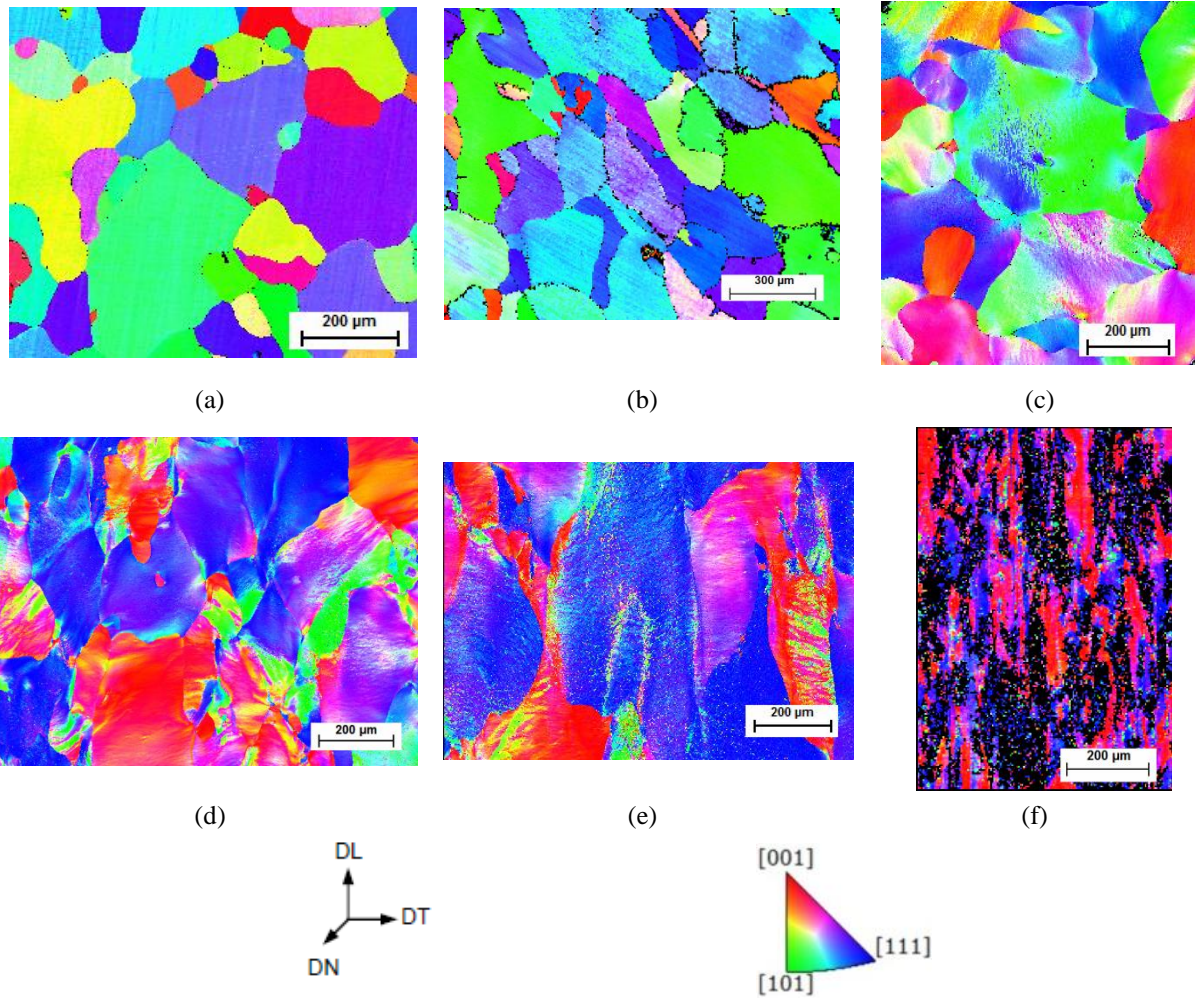 200 µm
300 µm
200 µm
(a)
(b)
(c)
200 µm
200 µm
200 µm
(d)
(e)
(f)
DL
DT
DN
[001]
[111]
[101]